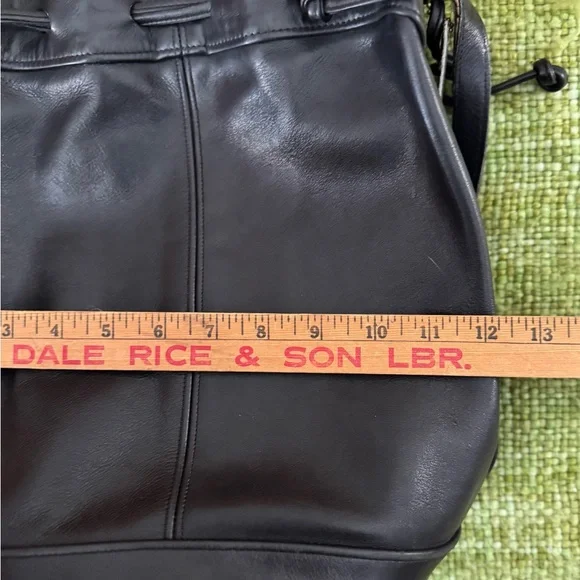 3 4 5 6 7 8 9 10 11 12 13
DALE RICE & SON LBR.